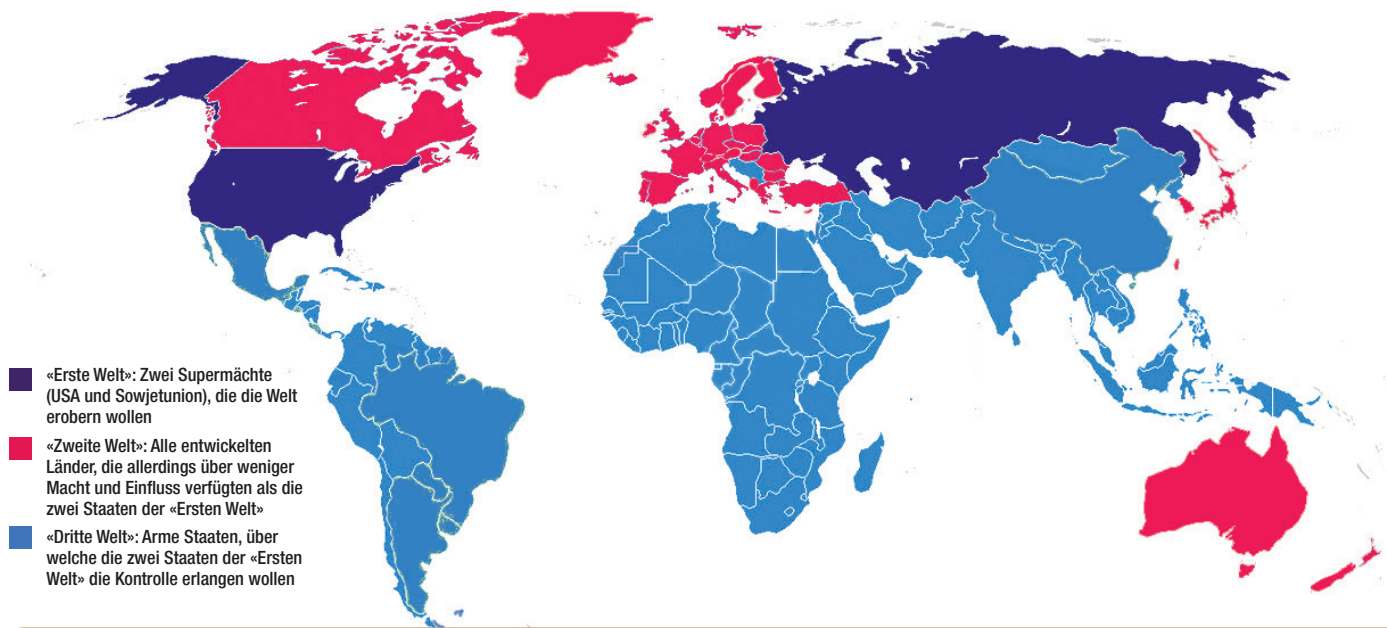 «Erste Welt»: Zwei Supermächte
(USA und Sowjetunion), die die Welt
erobern wollen
«Zweite Welt»: Alle entwickelten
Länder, die allerdings über weniger
Macht und Einfluss verfügten als die
zwei Staaten der «Ersten Welt»
«Dritte Welt»: Arme Staaten, über
welche die zwei Staaten der «Ersten
Welt» die Kontrolle erlangen wollen